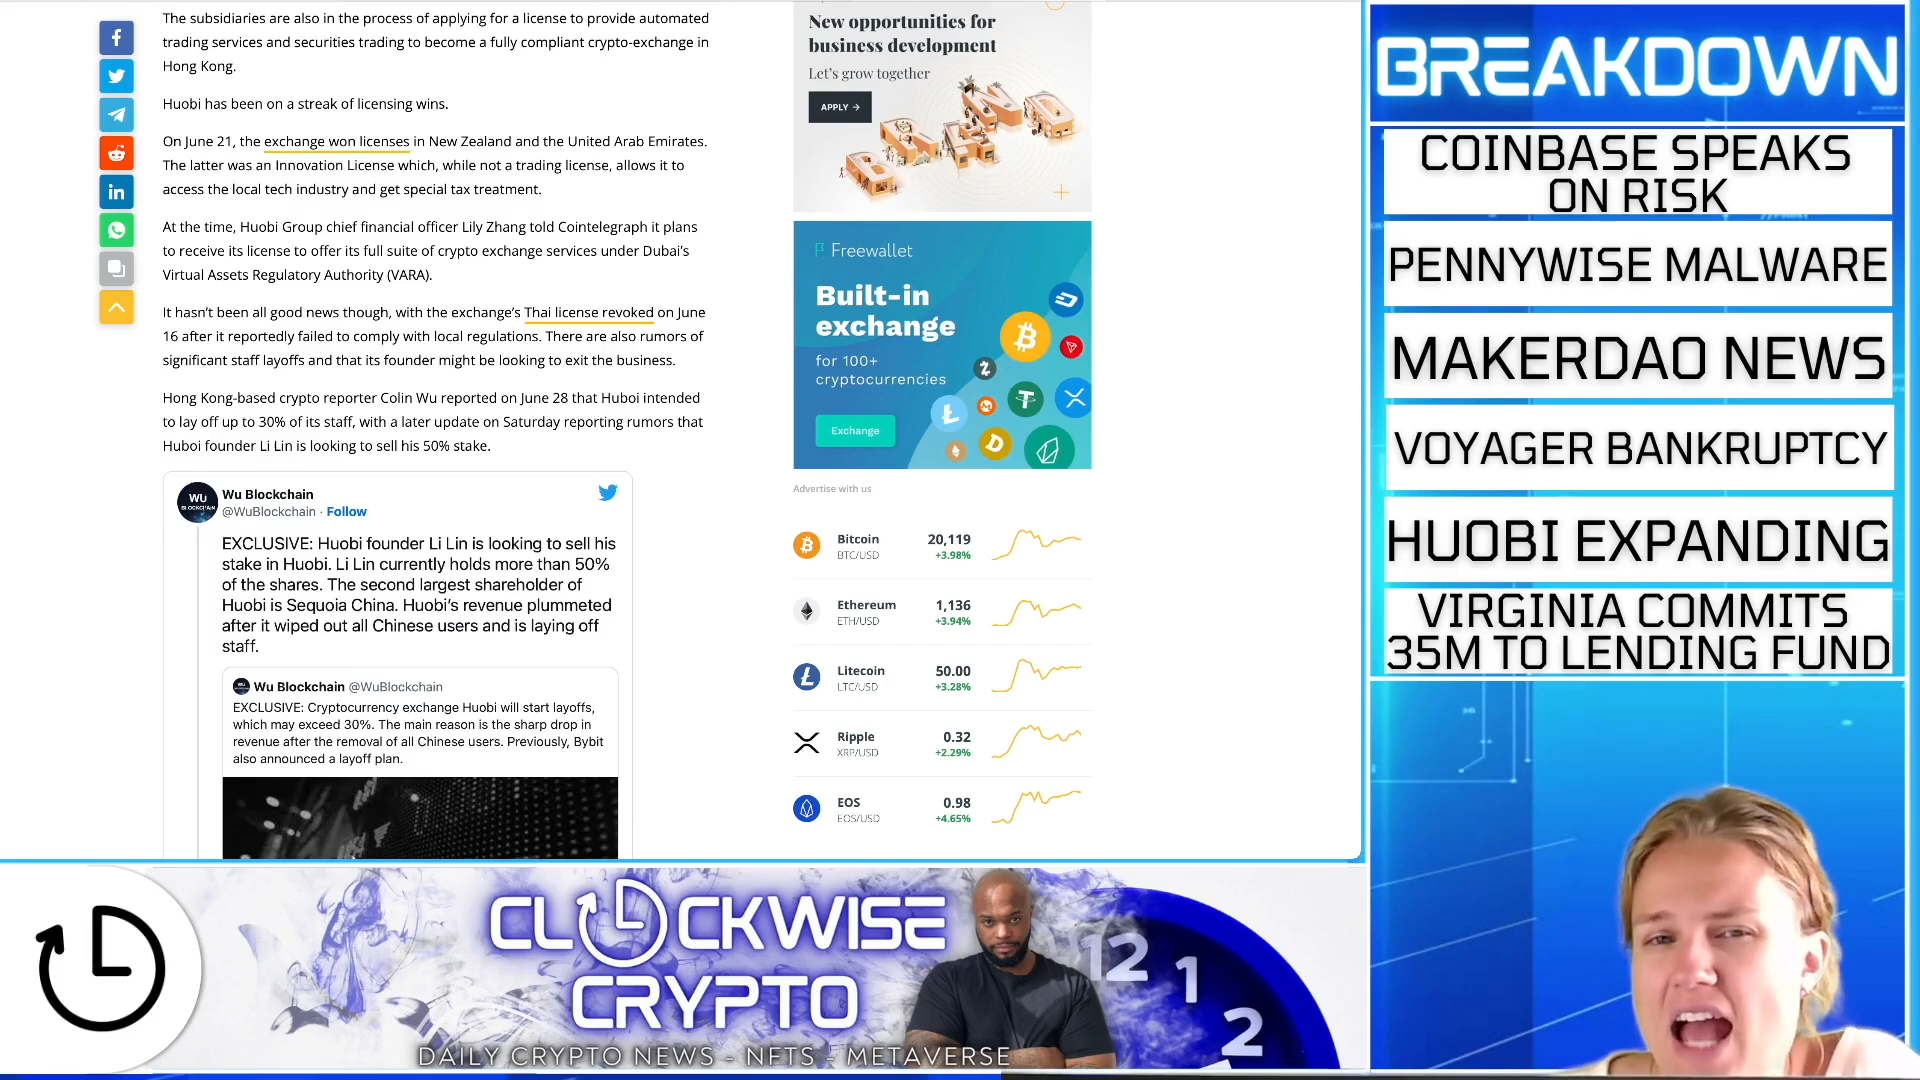 The subsidiaries are also in the process of applying for a license to provide automated
trading services and securities trading to become a fully compliant crypto-exchange in
Hong Kong.
Huobi has been on a streak of licensing wins.
On June 21, the exchange won licenses in New Zealand and the United Arab Emirates.
The latter was an Innovation License which, while not a trading license, allows it to
access the local tech industry and get special tax treatment.
At the time, Huobi Group chief financial officer Lily Zhang told Cointelegraph it plans
to receive its license to offer its full suite of crypto exchange services under Dubai's
Virtual Assets Regulatory Authority (VARA).
It hasn't been all good news though, with the exchange's Thai license revoked on June
16 after it reportedly failed to comply with local regulations. There are also rumors of
significant staff layoffs and that its founder might be looking to exit the business.
Hong Kong-based crypto reporter Colin Wu reported on June 28 that Huboi intended
to lay off up to 30% of its staff, with a later update on Saturday reporting rumors that
Huboi founder Li Lin is looking to sell his 50% stake.
WU
BLOCKCHAIN
Wu Blockchain
@WuBlockchain · Follow
EXCLUSIVE: Huobi founder Li Lin is looking to sell his
stake in Huobi. Li Lin currently holds more than 50%
of the shares. The second largest shareholder of
Huobi is Sequoia China. Huobi's revenue plummeted
after it wiped out all Chinese users and is laying off
staff.
Wu Blockchain @WuBlockchain
EXCLUSIVE: Cryptocurrency exchange Huobi will start layoffs,
which may exceed 30%. The main reason is the sharp drop in
revenue after the removal of all Chinese users. Previously, Bybit
also announced a layoff plan.
New opportunities for
business development
Let's grow together
APPLY →
Freewallet
Built-in
exchange
for 100+
cryptocurrencies
Exchange
Advertise with us
Bitcoin 20,119
BTC/USD +3.98%
Ethereum 1,136
ETH/USD +3.94%
Litecoin 50.00
LTC/USD +3.28%
Ripple 0.32
XRP/USD +2.29%
EOS 0.98
EOS/USD +4.65%
BREAKDOWN
COINBASE SPEAKS
ON RISK
PENNYWISE MALWARE
MAKERDAO NEWS
VOYAGER BANKRUPTCY
HUOBI EXPANDING
VIRGINIA COMMITS
35M TO LENDING FUND
CLOCKWISE
CRYPTO
DAILY CRYPTO NEWS - NFTS - METAVERSE
12
1
2